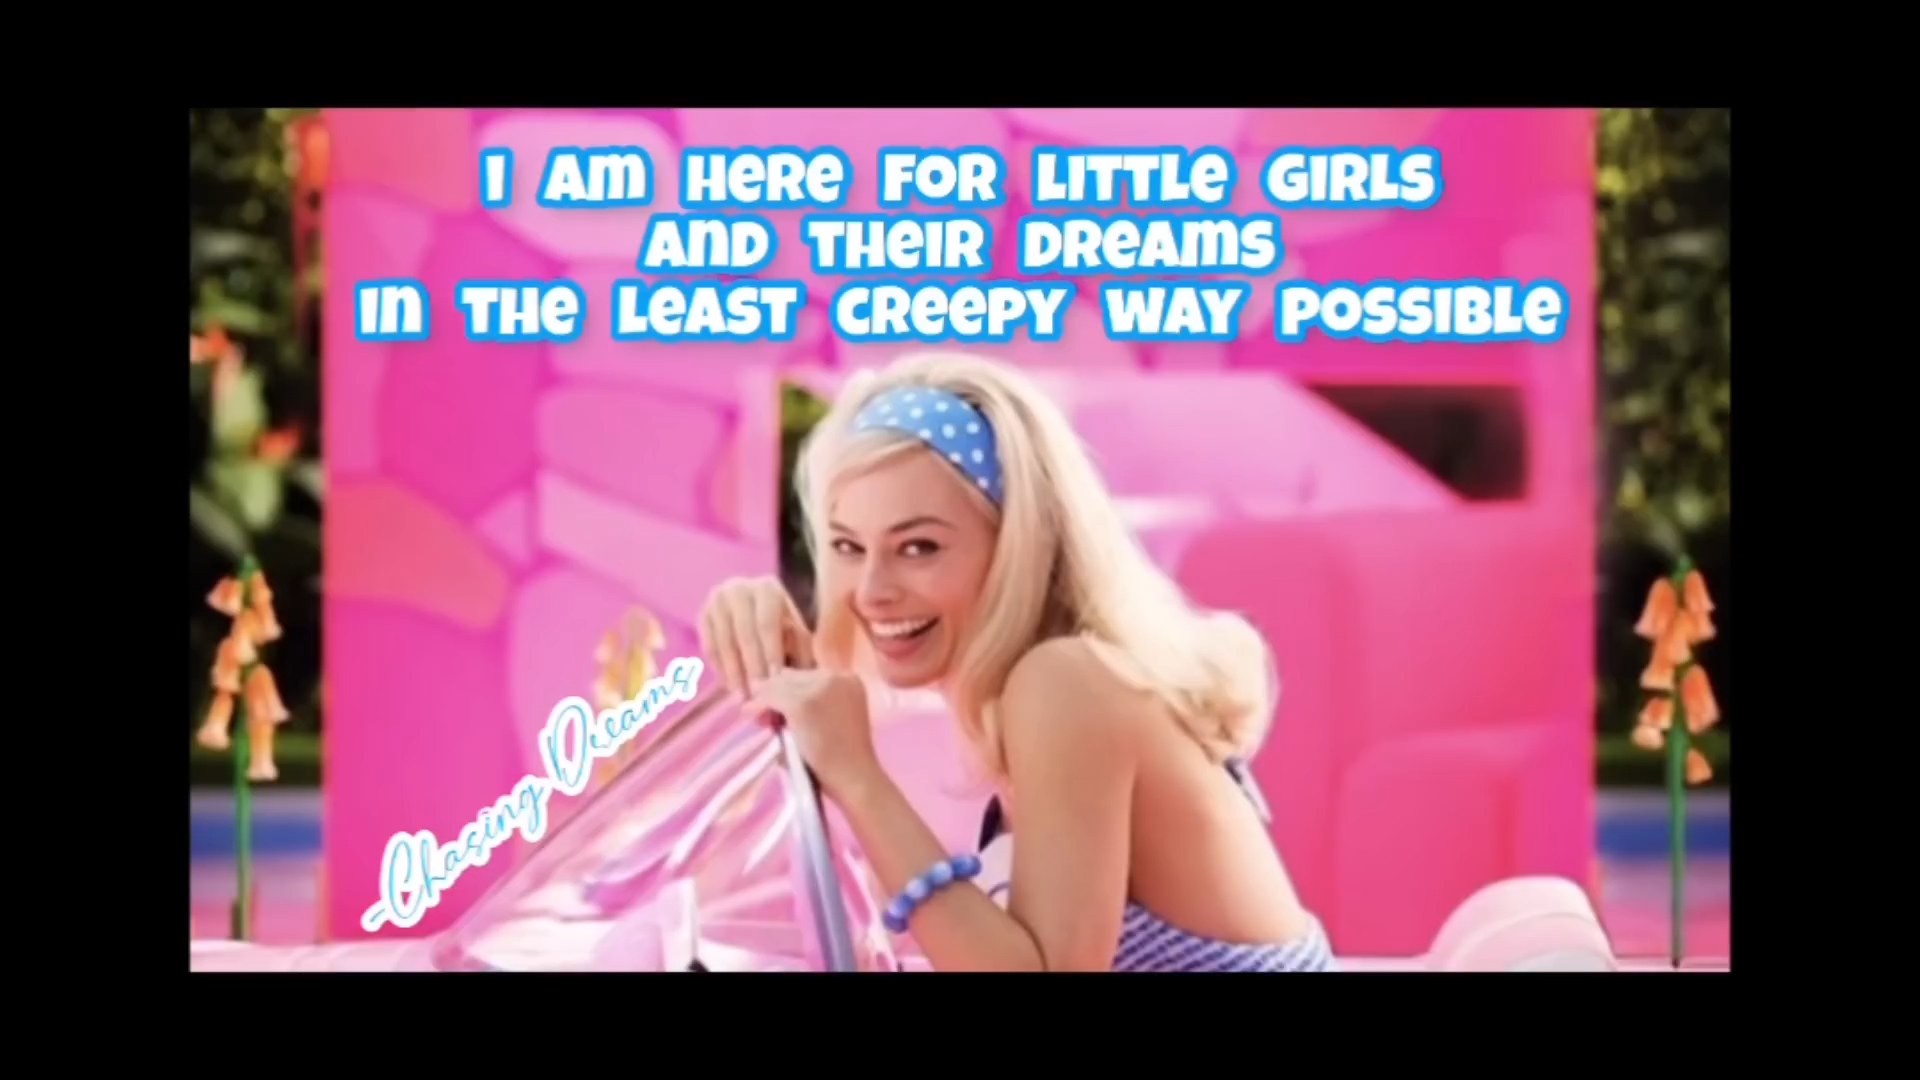 I AM HERE FOR LITTLE GIRLS
AND THEIR DREAMS
IN THE LEAST CREEPY WAY POSSIBLE
-Chasing Dreams